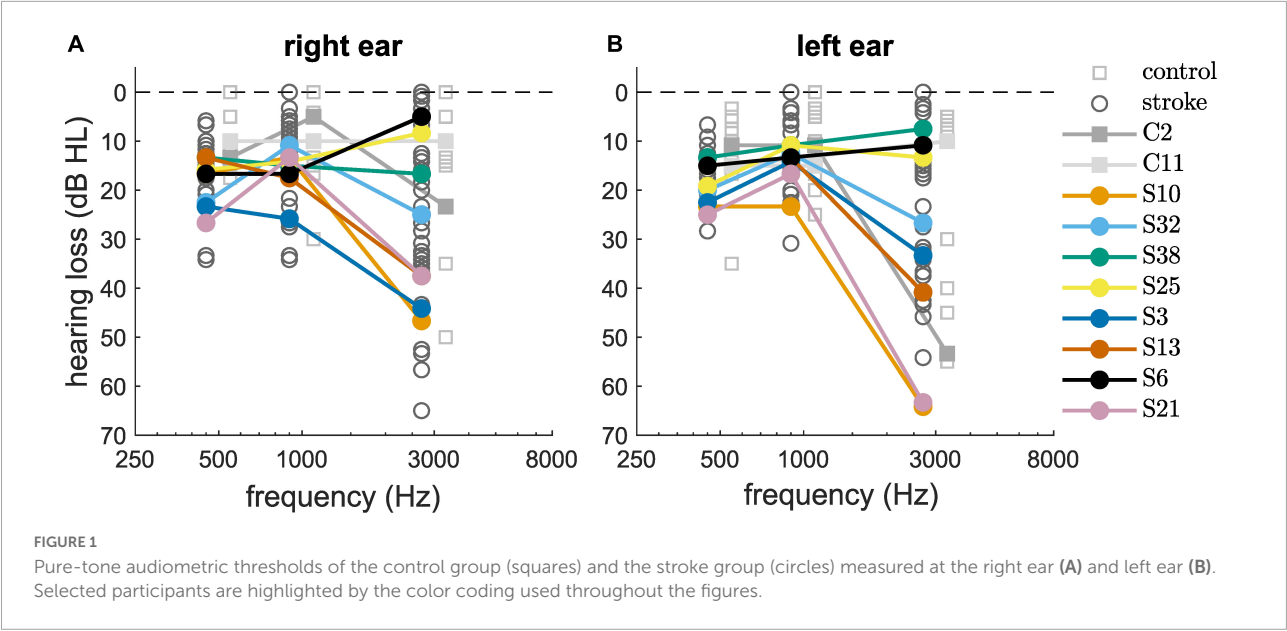 A
right ear
0
10
20
30
40
50
60
70
hearing loss (dB HL)
250 500 1000 3000 8000
frequency (Hz)
B
left ear
0
10
20
30
40
50
60
70
250 500 1000 3000 8000
frequency (Hz)
control
stroke
C2
C11
S10
S32
S38
S25
S3
S13
S6
S21
FIGURE 1
Pure-tone audiometric thresholds of the control group (squares) and the stroke group (circles) measured at the right ear (A) and left ear (B).
Selected participants are highlighted by the color coding used throughout the figures.